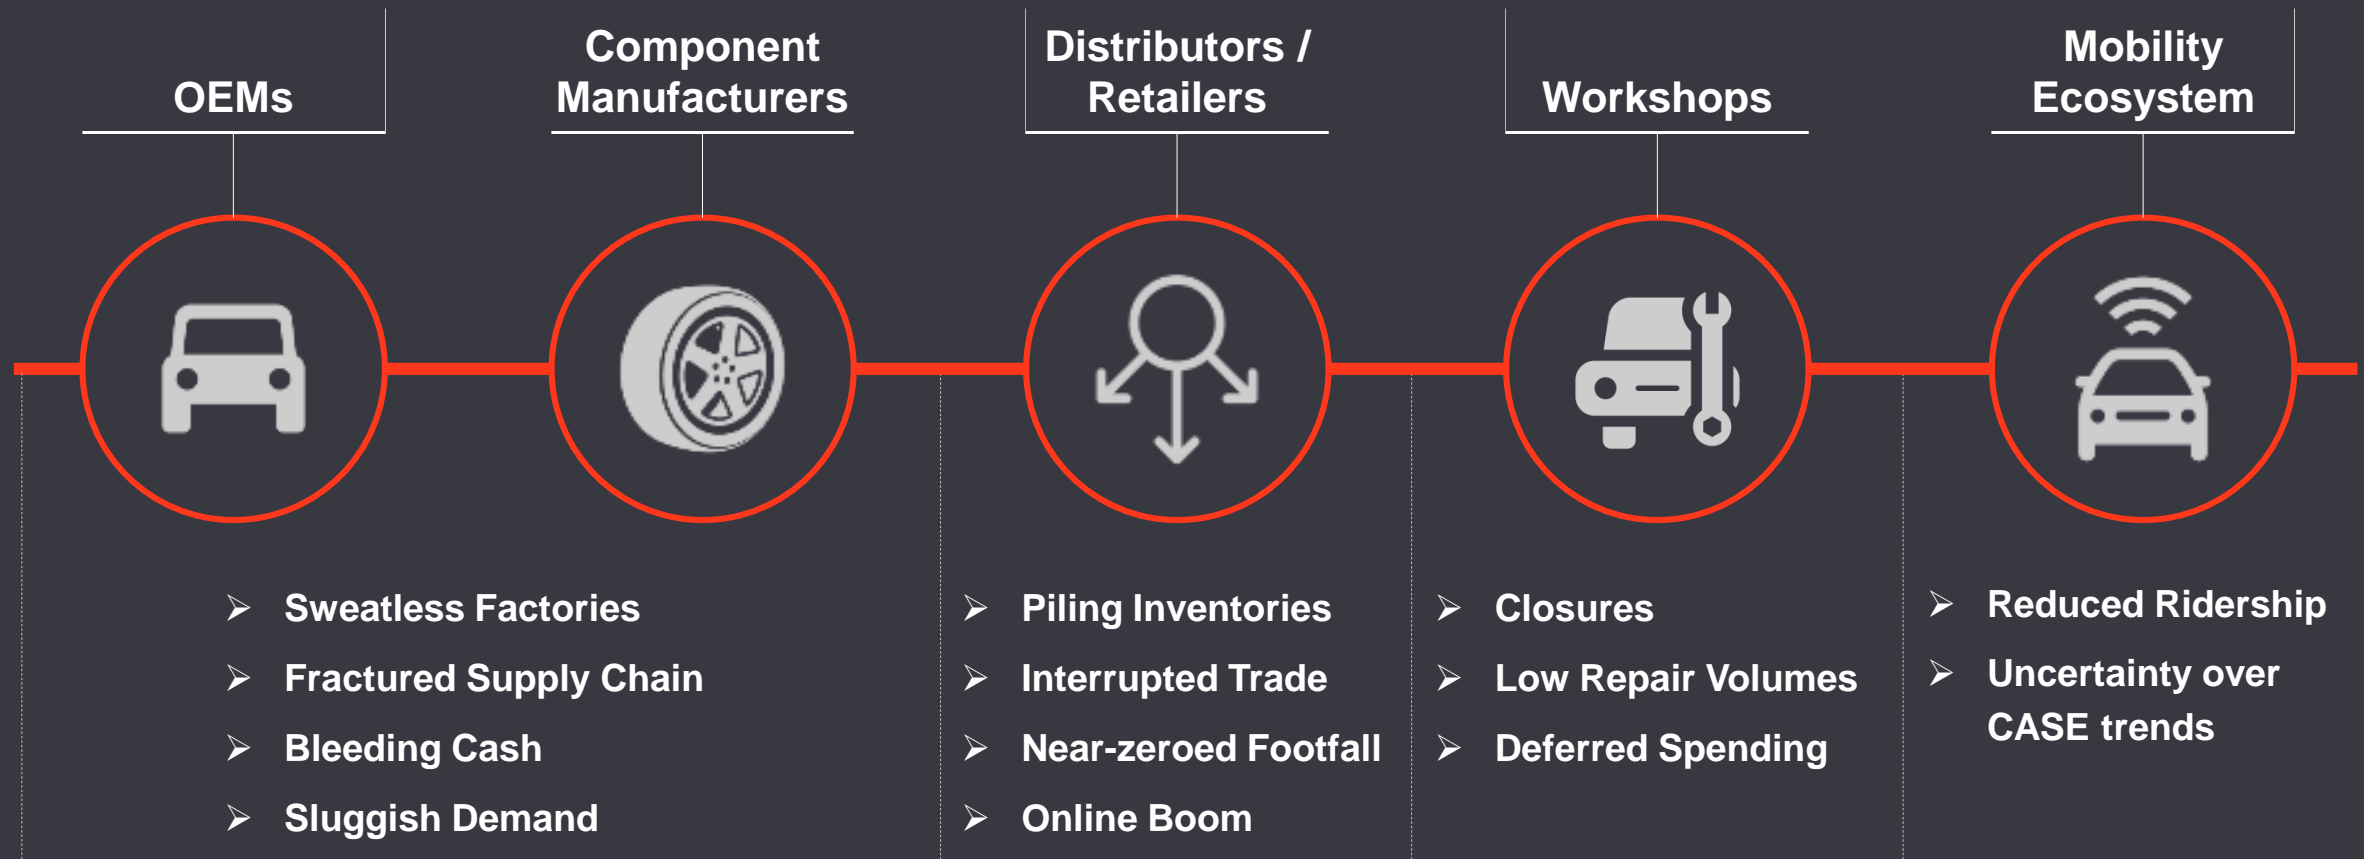 OEMs
Component
Manufacturers
Distributors /
Retailers
Workshops
Mobility
Ecosystem
➢ Sweatless Factories
➢ Fractured Supply Chain
➢ Bleeding Cash
➢ Sluggish Demand
➢ Piling Inventories
➢ Interrupted Trade
➢ Near-zeroed Footfall
➢ Online Boom
➢ Closures
➢ Low Repair Volumes
➢ Deferred Spending
➢ Reduced Ridership
➢ Uncertainty over
CASE trends